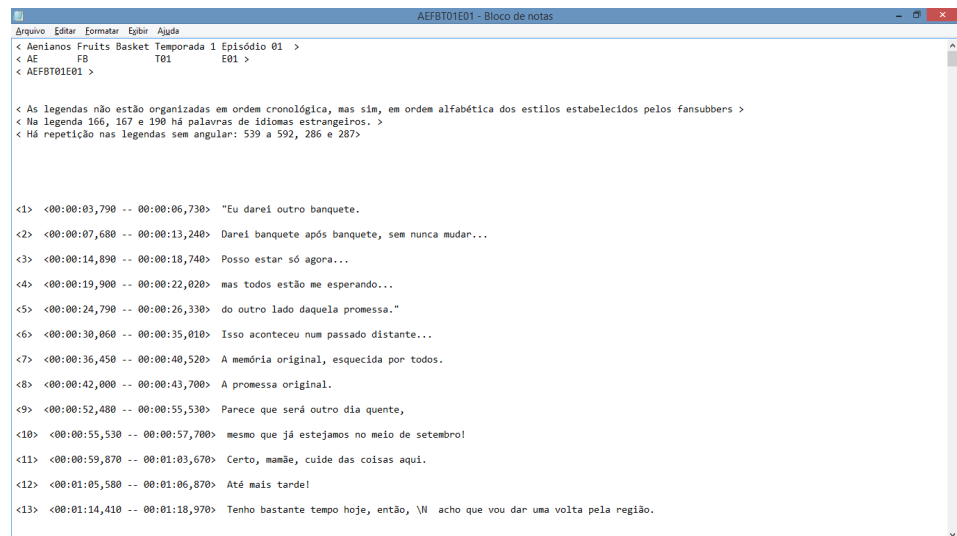 AEFBT01E01 - Bloco de notas
Arquivo Editar Formatar Exibir Ajuda
< Aenianos Fruits Basket Temporada 1 Episódio 01 >
< AE FB T01 E01 >
< AEFBT01E01 >
< As legendas não estão organizadas em ordem cronológica, mas sim, em ordem alfabética dos estilos estabelecidos pelos fansubbers >
< Na legenda 166, 167 e 190 há palavras de idiomas estrangeiros. >
< Há repetição nas legendas sem angular: 539 a 592, 286 e 287>
<1> <00:00:03,790 -- 00:00:06,730> "Eu darei outro banquete.
<2> <00:00:07,680 -- 00:00:13,240> Darei banquete após banquete, sem nunca mudar...
<3> <00:00:14,890 -- 00:00:18,740> Posso estar só agora...
<4> <00:00:19,900 -- 00:00:22,020> mas todos estão me esperando...
<5> <00:00:24,790 -- 00:00:26,330> do outro lado daquela promessa."
<6> <00:00:30,060 -- 00:00:35,010> Isso aconteceu num passado distante...
<7> <00:00:36,450 -- 00:00:40,520> A memória original, esquecida por todos.
<8> <00:00:42,000 -- 00:00:43,700> A promessa original.
<9> <00:00:52,480 -- 00:00:55,530> Parece que será outro dia quente,
<10> <00:00:55,530 -- 00:00:57,700> mesmo que já estejamos no meio de setembro!
<11> <00:00:59,870 -- 00:01:03,670> Certo, mamãe, cuide das coisas aqui.
<12> <00:01:05,580 -- 00:01:06,870> Até mais tarde!
<13> <00:01:14,410 -- 00:01:18,970> Tenho bastante tempo hoje, então, \N acho que vou dar uma volta pela região.